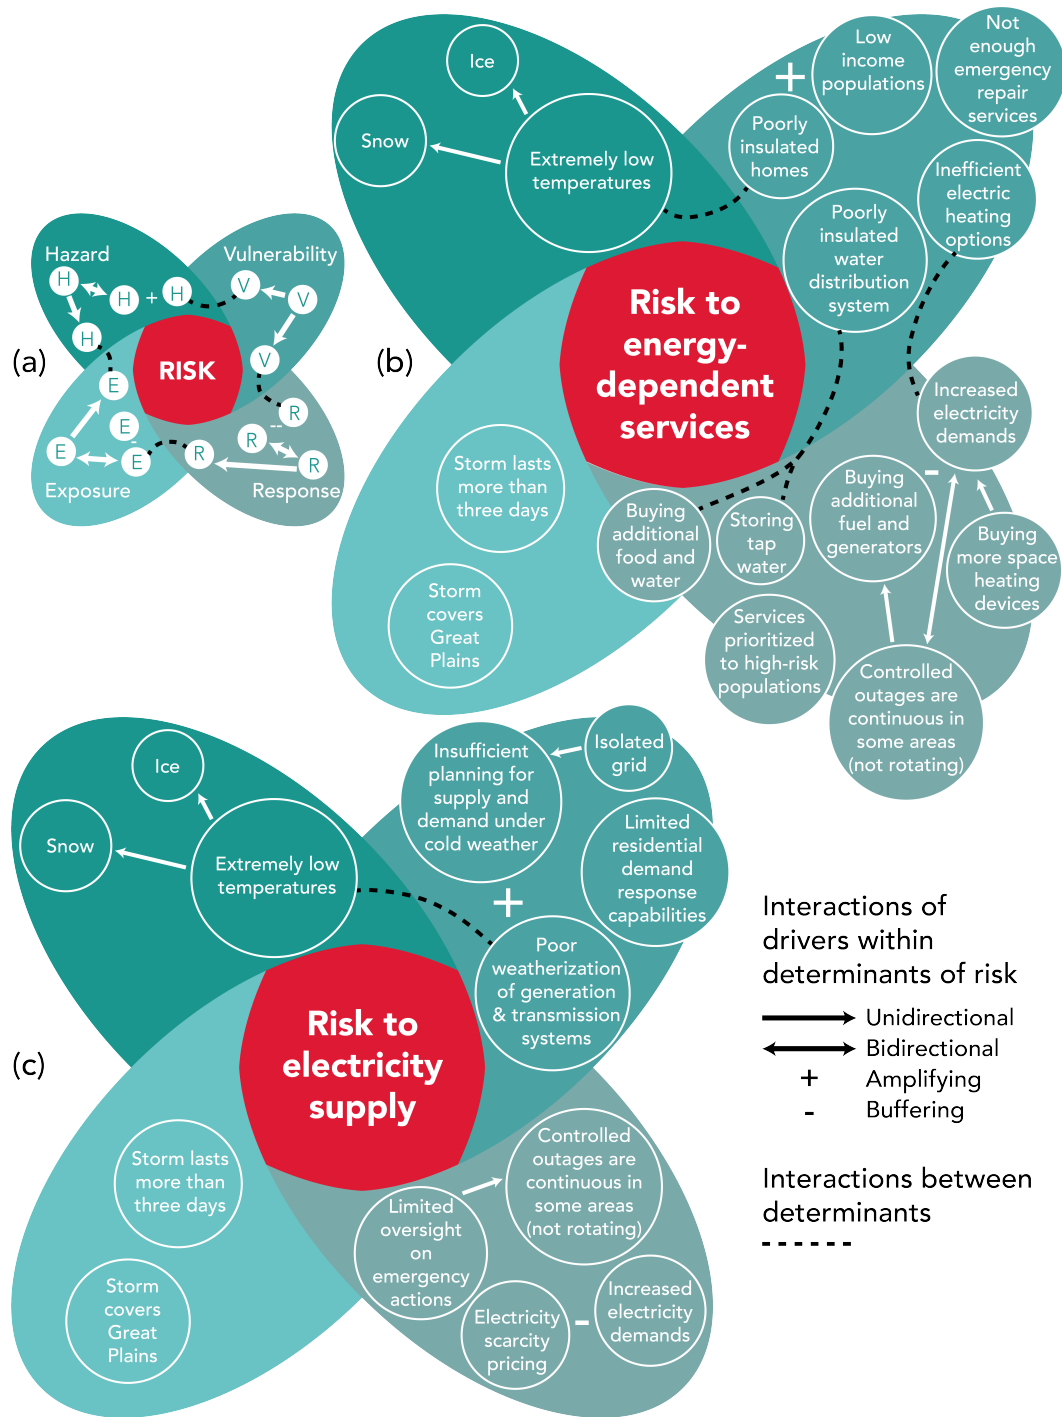 (a)
Hazard
Vulnerability
H
H
+
H
H
V
V
V
RISK
E
E
E
-
E
R
R
--
R
R
Exposure
Response
(b)
Ice
Snow
Extremely low
temperatures
+
Low
income
populations
Not
enough
emergency
repair
services
Poorly
insulated
homes
Inefficient
electric
heating
options
Poorly
insulated
water
distribution
system
Risk to
energy-
dependent
services
Increased
electricity
demands
-
Storm lasts
more than
three days
Storm
covers
Great
Plains
Buying
additional
food and
water
Storing
tap
water
Buying
additional
fuel and
generators
Buying
more space
heating
devices
Services
prioritized
to high-risk
populations
Controlled
outages are
continuous in
some areas
(not rotating)
(c)
Ice
Snow
Extremely low
temperatures
Insufficient
planning for
supply and
demand under
cold weather
Isolated
grid
Limited
residential
demand
response
capabilities
+
Poor
weatherization
of generation
& transmission
systems
Risk to
electricity
supply
Storm lasts
more than
three days
Storm
covers
Great
Plains
Controlled
outages are
continuous in
some areas
(not rotating)
Limited
oversight
on
emergency
actions
Electricity
scarcity
pricing
-
Increased
electricity
demands
Interactions of
drivers within
determinants of risk
Unidirectional
Bidirectional
+ Amplifying
- Buffering
Interactions between
determinants